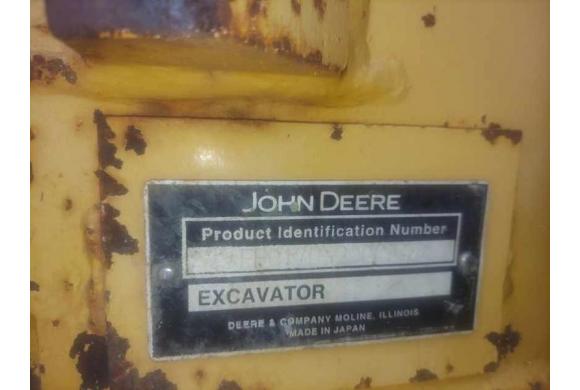 JOHN DEERE
Product Identification Number
EXCAVATOR
DEERE & COMPANY MOLINE, ILLINOIS
MADE IN JAPAN